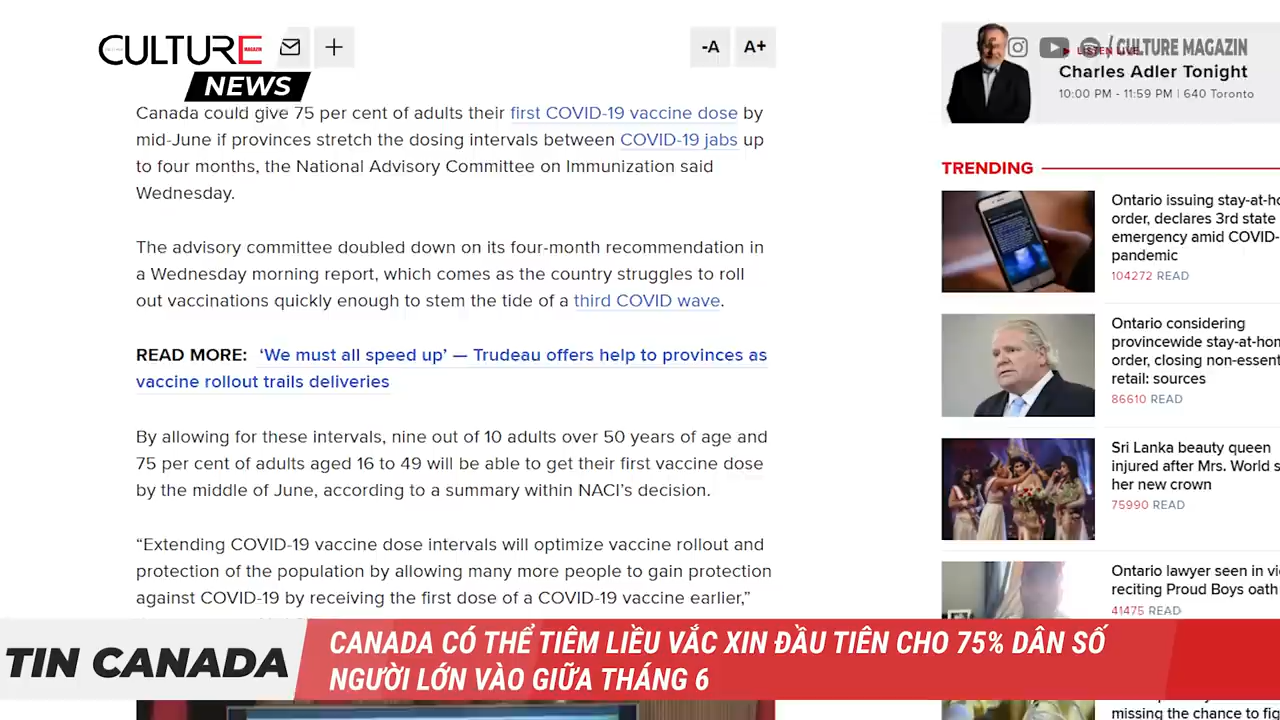 CULTURE
MAGAZIN
NEWS
-A
A+
Canada could give 75 per cent of adults their first COVID-19 vaccine dose by
mid-June if provinces stretch the dosing intervals between COVID-19 jabs up
to four months, the National Advisory Committee on Immunization said
Wednesday.
The advisory committee doubled down on its four-month recommendation in
a Wednesday morning report, which comes as the country struggles to roll
out vaccinations quickly enough to stem the tide of a third COVID wave.
READ MORE: ‘We must all speed up’ — Trudeau offers help to provinces as
vaccine rollout trails deliveries
By allowing for these intervals, nine out of 10 adults over 50 years of age and
75 per cent of adults aged 16 to 49 will be able to get their first vaccine dose
by the middle of June, according to a summary within NACI’s decision.
“Extending COVID-19 vaccine dose intervals will optimize vaccine rollout and
protection of the population by allowing many more people to gain protection
against COVID-19 by receiving the first dose of a COVID-19 vaccine earlier,”
/ CULTURE MAGAZIN
LISTEN LIVE
Charles Adler Tonight
10:00 PM - 11:59 PM | 640 Toronto
TRENDING
Ontario issuing stay-at-ho
order, declares 3rd state
emergency amid COVID-
pandemic
104272 READ
Ontario considering
provincewide stay-at-hom
order, closing non-essent
retail: sources
86610 READ
Sri Lanka beauty queen
injured after Mrs. World s
her new crown
75990 READ
Ontario lawyer seen in vi
reciting Proud Boys oath
41475 READ
missing the chance to fig
TIN CANADA
CANADA CÓ THỂ TIÊM LIỀU VẮC XIN ĐẦU TIÊN CHO 75% DÂN SỐ
NGƯỜI LỚN VÀO GIỮA THÁNG 6